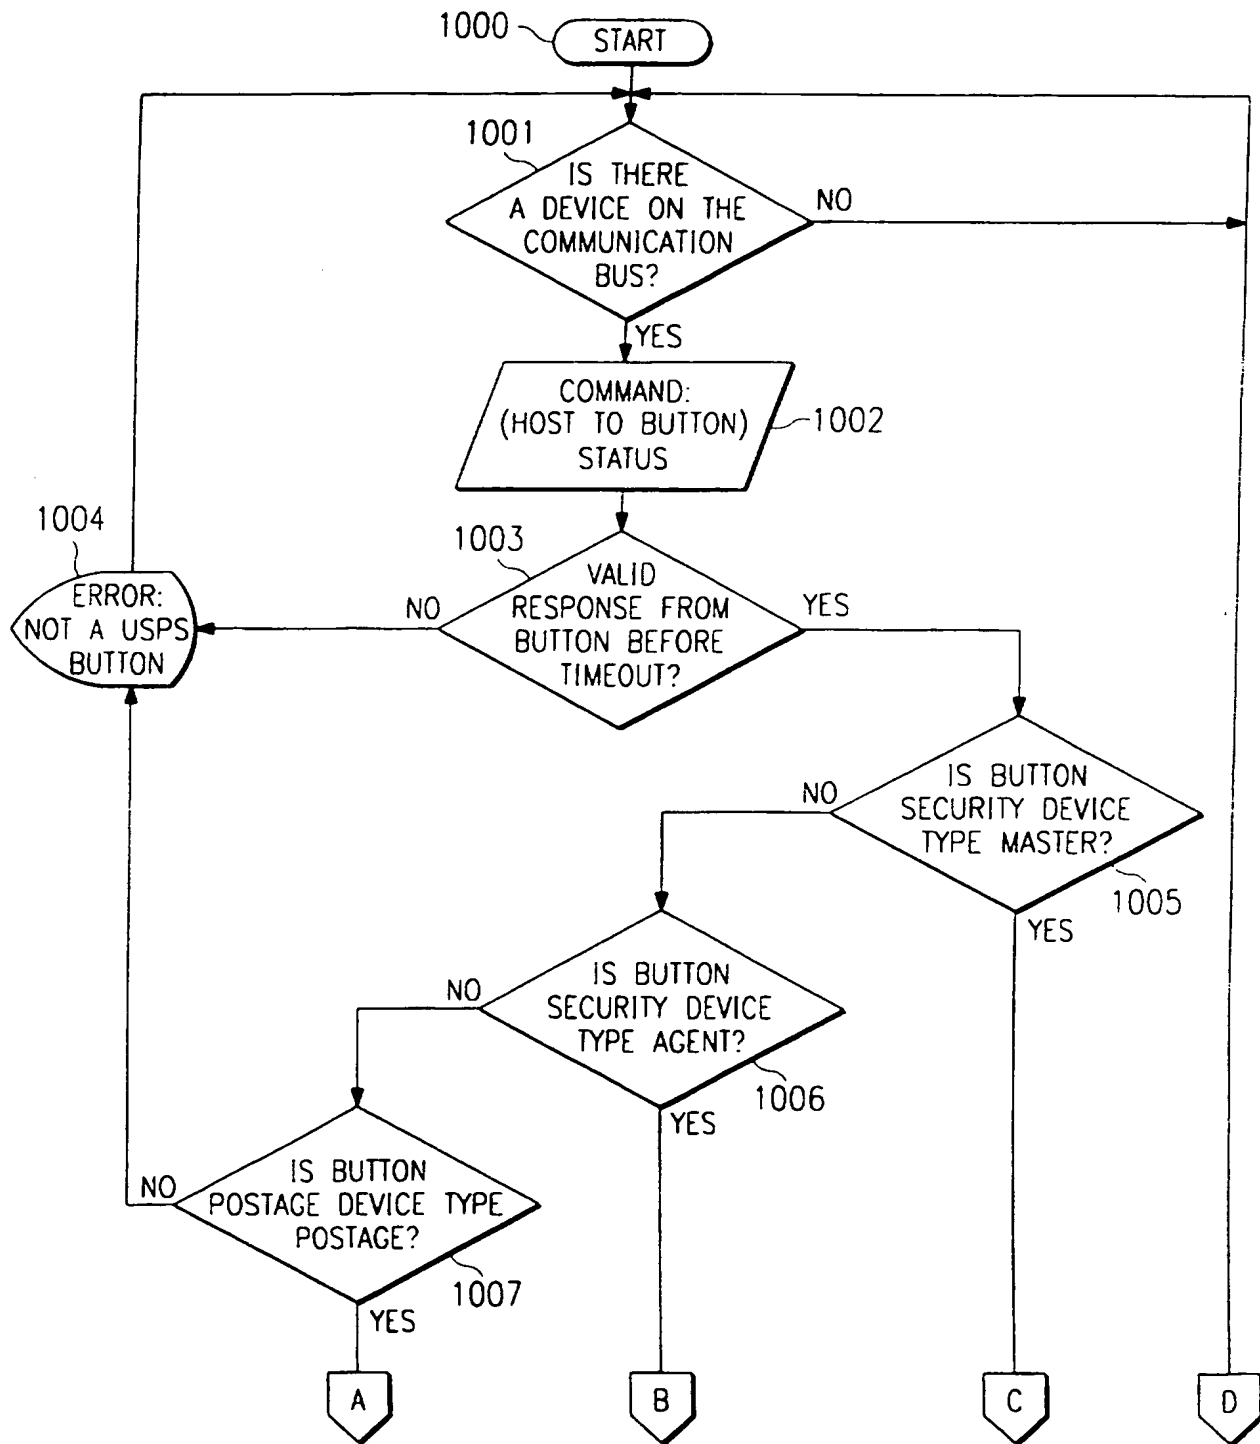 1000
START
1001
IS THERE
A DEVICE ON THE
COMMUNICATION
BUS?
NO
YES
COMMAND:
(HOST TO BUTTON)
STATUS
1002
1003
VALID
RESPONSE FROM
BUTTON BEFORE
TIMEOUT?
NO
YES
1004
ERROR:
NOT A USPS
BUTTON
IS BUTTON
SECURITY DEVICE
TYPE MASTER?
NO
1005
YES
IS BUTTON
SECURITY DEVICE
TYPE AGENT?
NO
1006
YES
IS BUTTON
POSTAGE DEVICE TYPE
POSTAGE?
NO
1007
YES
A
B
C
D